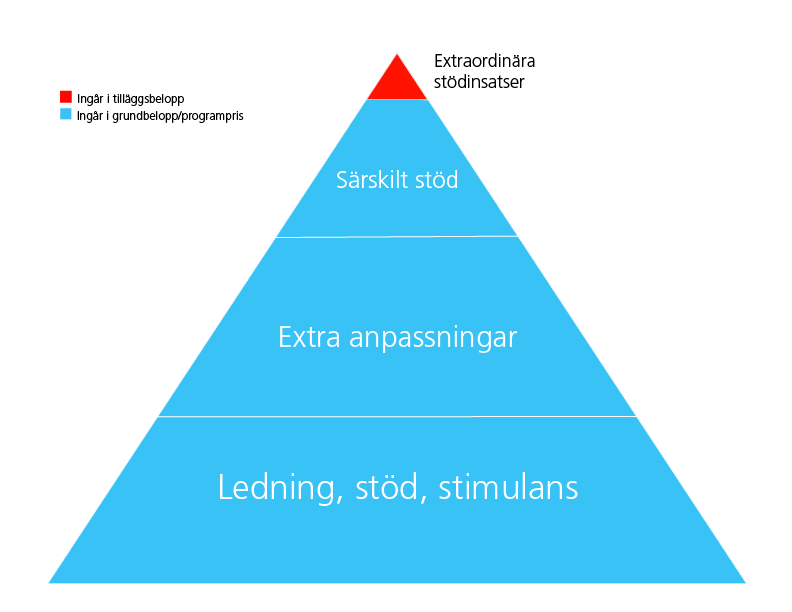 Extraordinära
stödinsatser
Ingår i tilläggsbelopp
Ingår i grundbelopp/programpris
Särskilt stöd
Extra anpassningar
Ledning, stöd, stimulans